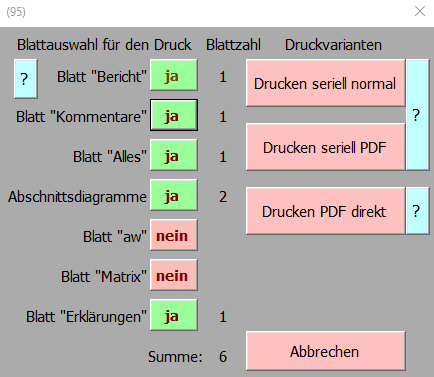 (95)
Blattauswahl für den Druck Blattzahl Druckvarianten
? Blatt "Bericht" ja 1 Drucken seriell normal
Blatt "Kommentare" ja 1 ?
Blatt "Alles" ja 1 Drucken seriell PDF
Abschnittsdiagramme ja 2 Drucken PDF direkt ?
Blatt "aw" nein
Blatt "Matrix" nein
Blatt "Erklärungen" ja 1
Summe: 6 Abbrechen